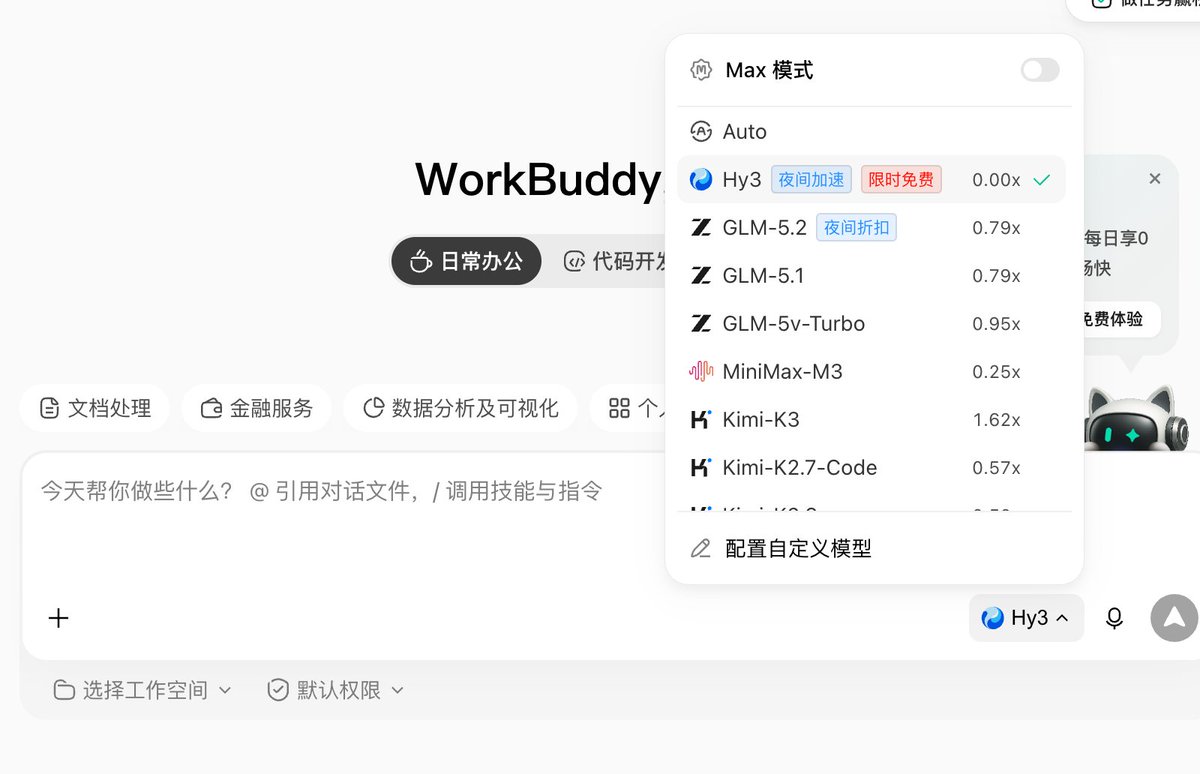 Max 模式
Auto
WorkBuddy
Hy3 夜间加速 限时免费 0.00x
GLM-5.2 夜间折扣 0.79x
每日享0
日常办公
代码开发
GLM-5.1 0.79x
畅快
GLM-5v-Turbo 0.95x
免费体验
MiniMax-M3 0.25x
文档处理
金融服务
数据分析及可视化
个
Kimi-K3 1.62x
Kimi-K2.7-Code 0.57x
今天帮你做些什么? @ 引用对话文件, / 调用技能与指令
配置自定义模型
Hy3
选择工作空间
默认权限